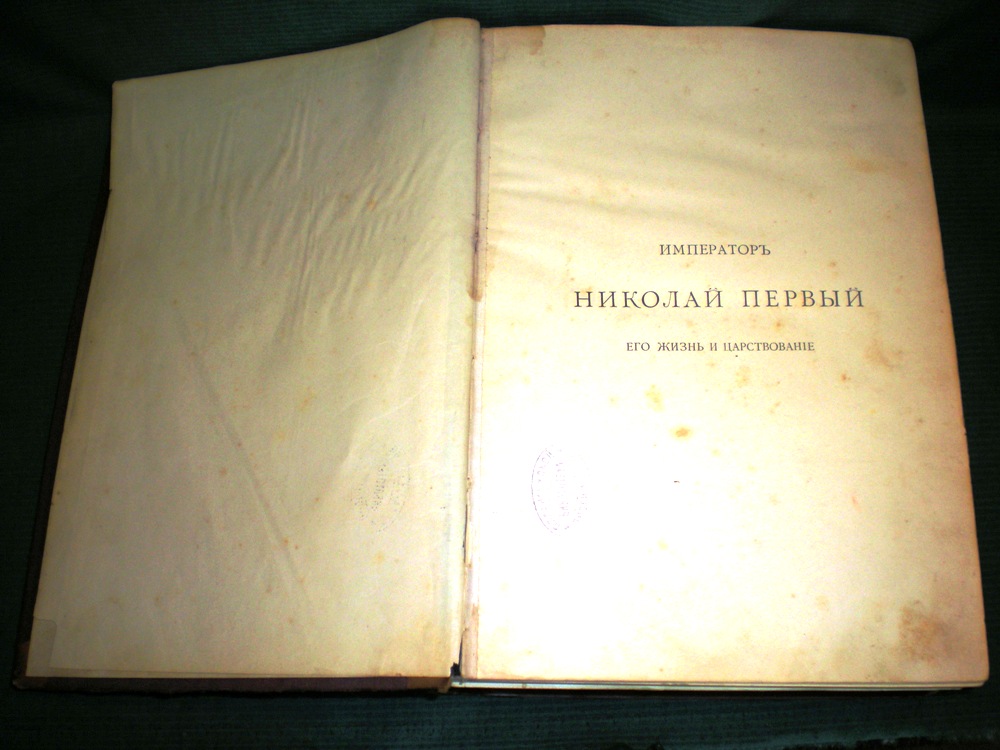 ИМПЕРАТОРЪ
НИКОЛАЙ ПЕРВЫЙ
ЕГО ЖИЗНЬ И ЦАРСТВОВАНІЕ